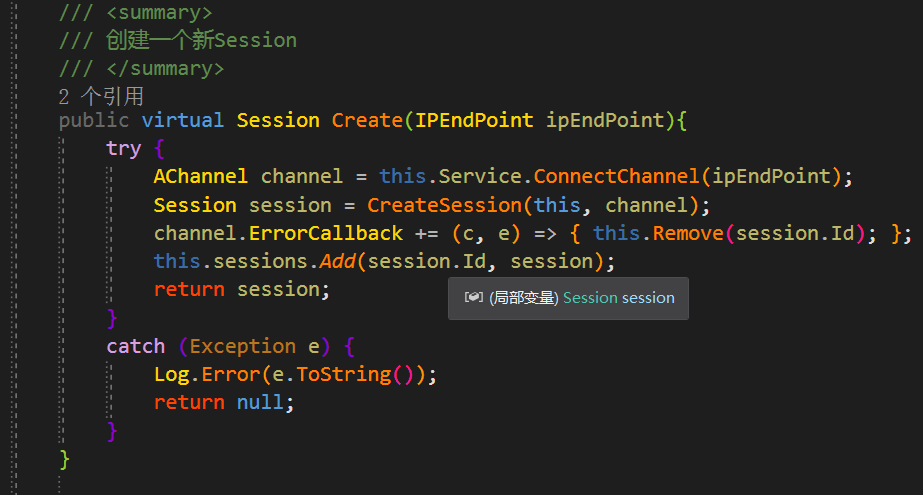 /// <summary>
/// 创建一个新Session
/// </summary>
2 个引用
public virtual Session Create(IPEndPoint ipEndPoint){
try {
AChannel channel = this.Service.ConnectChannel(ipEndPoint);
Session session = CreateSession(this, channel);
channel.ErrorCallback += (c, e) => { this.Remove(session.Id); };
this.sessions.Add(session.Id, session);
return session;
(局部变量) Session session
}
catch (Exception e) {
Log.Error(e.ToString());
return null;
}
}